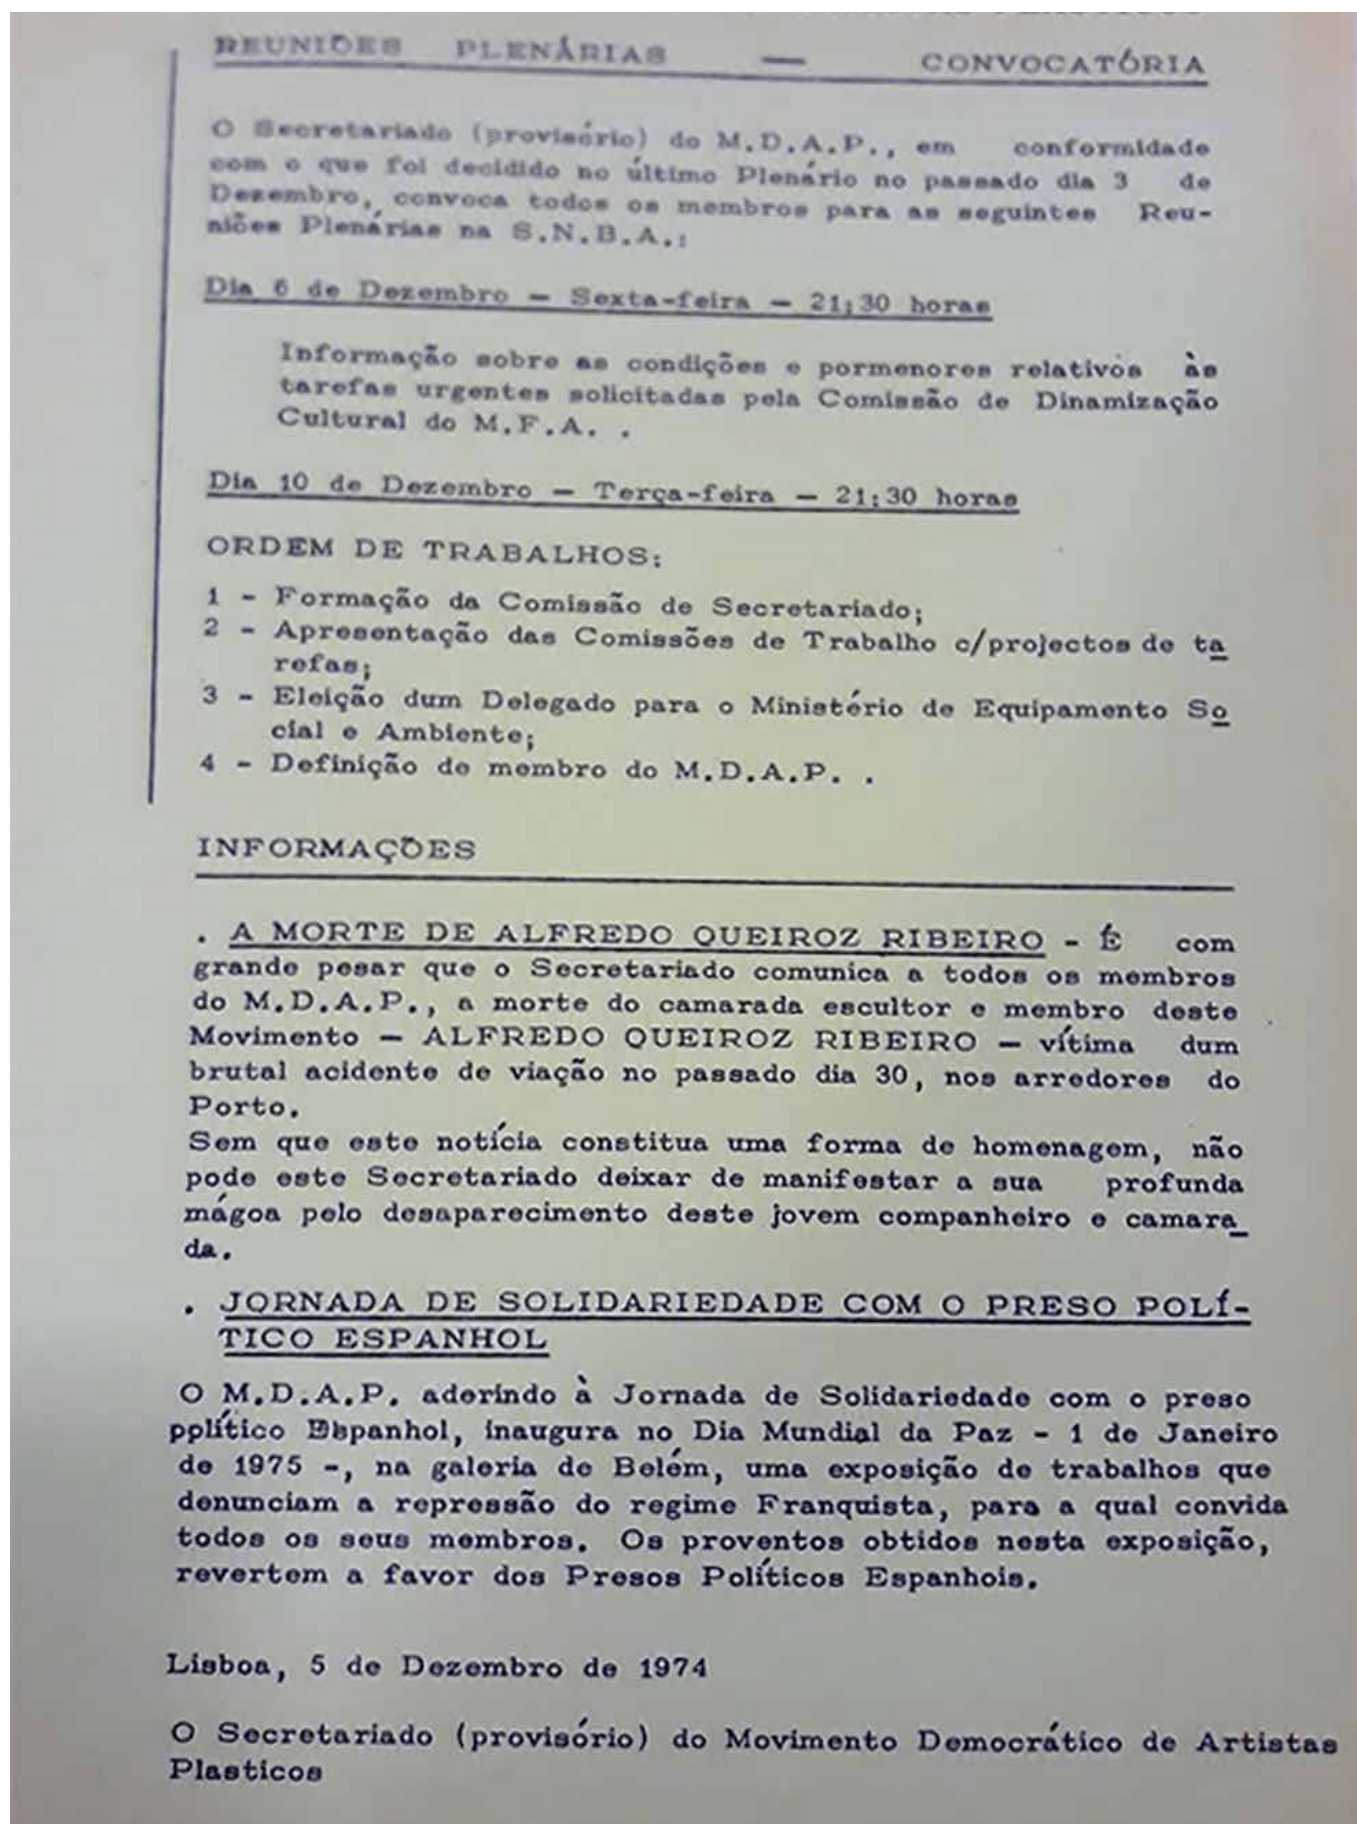 REUNIÕES PLENÁRIAS — CONVOCATÓRIA
O Secretariado (provisório) do M.D.A.P., em conformidade
com o que foi decidido no último Plenário no passado dia 3 de
Dezembro, convoca todos os membros para as seguintes Reu-
niões Plenárias na S.N.B.A.:
Dia 6 de Dezembro — Sexta-feira — 21:30 horas
Informação sobre as condições e pormenores relativos às
tarefas urgentes solicitadas pela Comissão de Dinamização
Cultural do M.F.A. .
Dia 10 de Dezembro — Terça-feira — 21:30 horas
ORDEM DE TRABALHOS:
1 - Formação da Comissão de Secretariado;
2 - Apresentação das Comissões de Trabalho c/projectos de ta
refas;
3 - Eleição dum Delegado para o Ministério de Equipamento So
cial e Ambiente;
4 - Definição de membro do M.D.A.P. .
INFORMAÇÕES
. A MORTE DE ALFREDO QUEIROZ RIBEIRO - É com
grande pesar que o Secretariado comunica a todos os membros
do M.D.A.P., a morte do camarada escultor e membro deste
Movimento — ALFREDO QUEIROZ RIBEIRO — vítima dum
brutal acidente de viação no passado dia 30, nos arredores do
Porto.
Sem que este notícia constitua uma forma de homenagem, não
pode este Secretariado deixar de manifestar a sua profunda
mágoa pelo desaparecimento deste jovem companheiro e camara_
da.
. JORNADA DE SOLIDARIEDADE COM O PRESO POLÍ-
TICO ESPANHOL
O M.D.A.P. aderindo à Jornada de Solidariedade com o preso
pplítico Espanhol, inaugura no Dia Mundial da Paz - 1 de Janeiro
de 1975 -, na galeria de Belém, uma exposição de trabalhos que
denunciam a repressão do regime Franquista, para a qual convida
todos os seus membros. Os proventos obtidos nesta exposição,
revertem a favor dos Presos Políticos Espanhois.
Lisboa, 5 de Dezembro de 1974
O Secretariado (provisório) do Movimento Democrático de Artistas
Plasticos